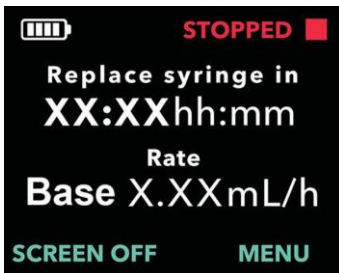 STOPPED
Replace syringe in
XX:XXhh:mm
Rate
Base X.XXmL/h
SCREEN OFF MENU